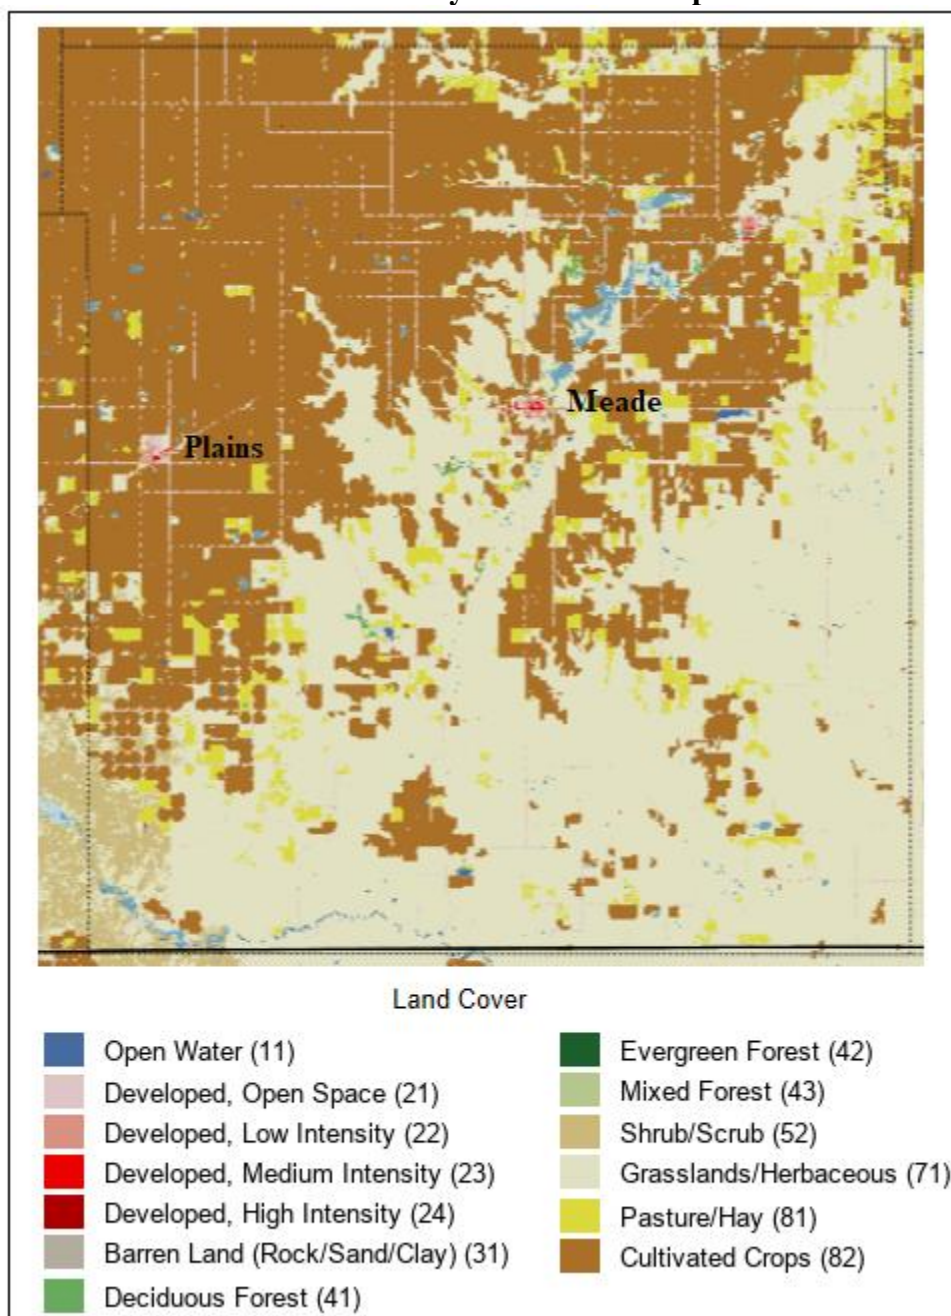 Meade
Plains
Land Cover
Open Water (11)
Developed, Open Space (21)
Developed, Low Intensity (22)
Developed, Medium Intensity (23)
Developed, High Intensity (24)
Barren Land (Rock/Sand/Clay) (31)
Deciduous Forest (41)
Evergreen Forest (42)
Mixed Forest (43)
Shrub/Scrub (52)
Grasslands/Herbaceous (71)
Pasture/Hay (81)
Cultivated Crops (82)